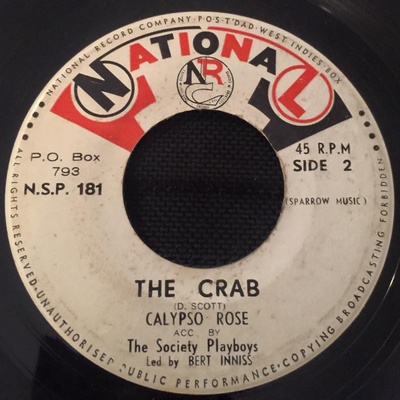 NATIONAL RECORD COMPANY · P·O·S·T'DAD · WEST INDIES · BOX
NATIONAL
NR
P.O. Box
793
N.S.P. 181
45 R.P.M
SIDE 2
(SPARROW MUSIC)
THE CRAB
(D. SCOTT)
CALYPSO ROSE
ACC BY
The Society Playboys
Led by BERT INNISS
ALL RIGHTS RESERVED · UNAUTHORISED PUBLIC PERFORMANCE · COPYING BROADCASTING FORBIDDEN